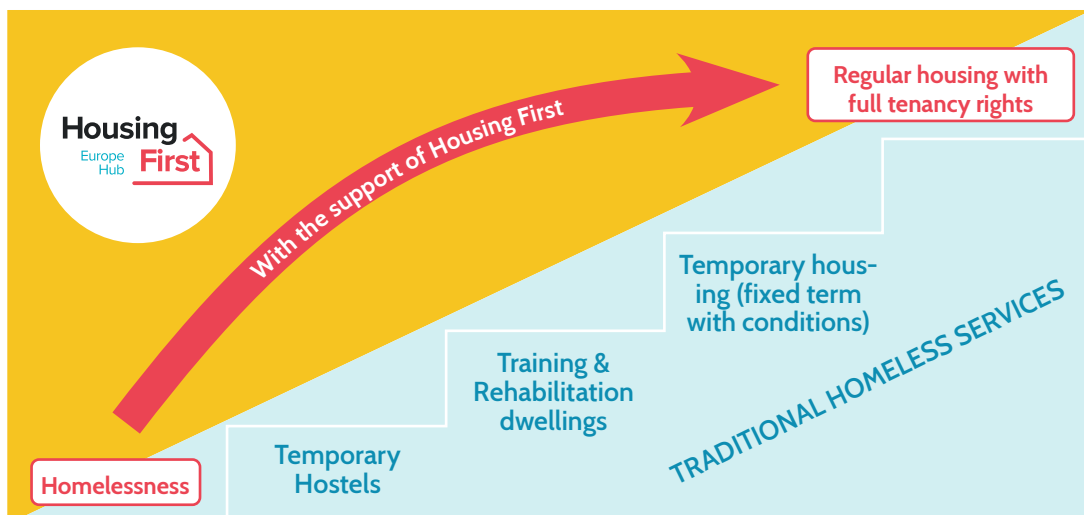 Housing
Europe
Hub
First
With the support of Housing First
Regular housing with
full tenancy rights
Temporary hous-
ing (fixed term
with conditions)
Training &
Rehabilitation
dwellings
Temporary
Hostels
Homelessness
TRADITIONAL HOMELESS SERVICES